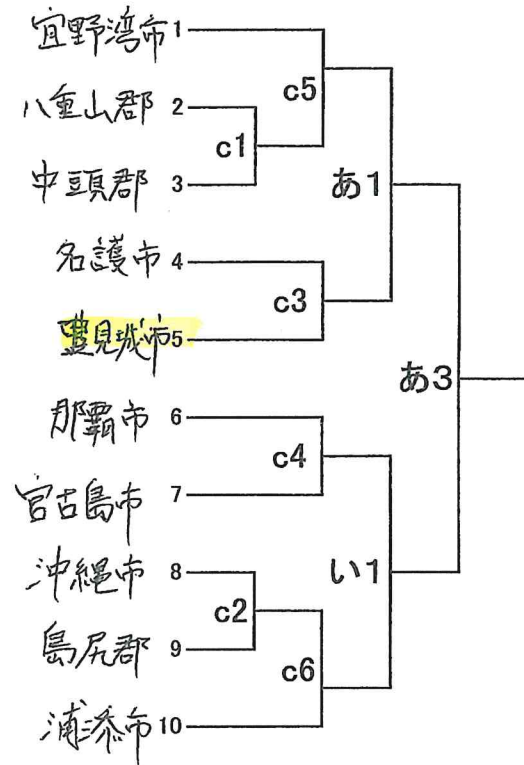 宜野湾市 1
c5
八重山郡 2
c1
中頭郡 3
あ1
名護市 4
c3
豊見城市 5
あ3
那覇市 6
c4
宮古島市 7
沖縄市 8
い1
c2
島尻郡 9
c6
浦添市 10